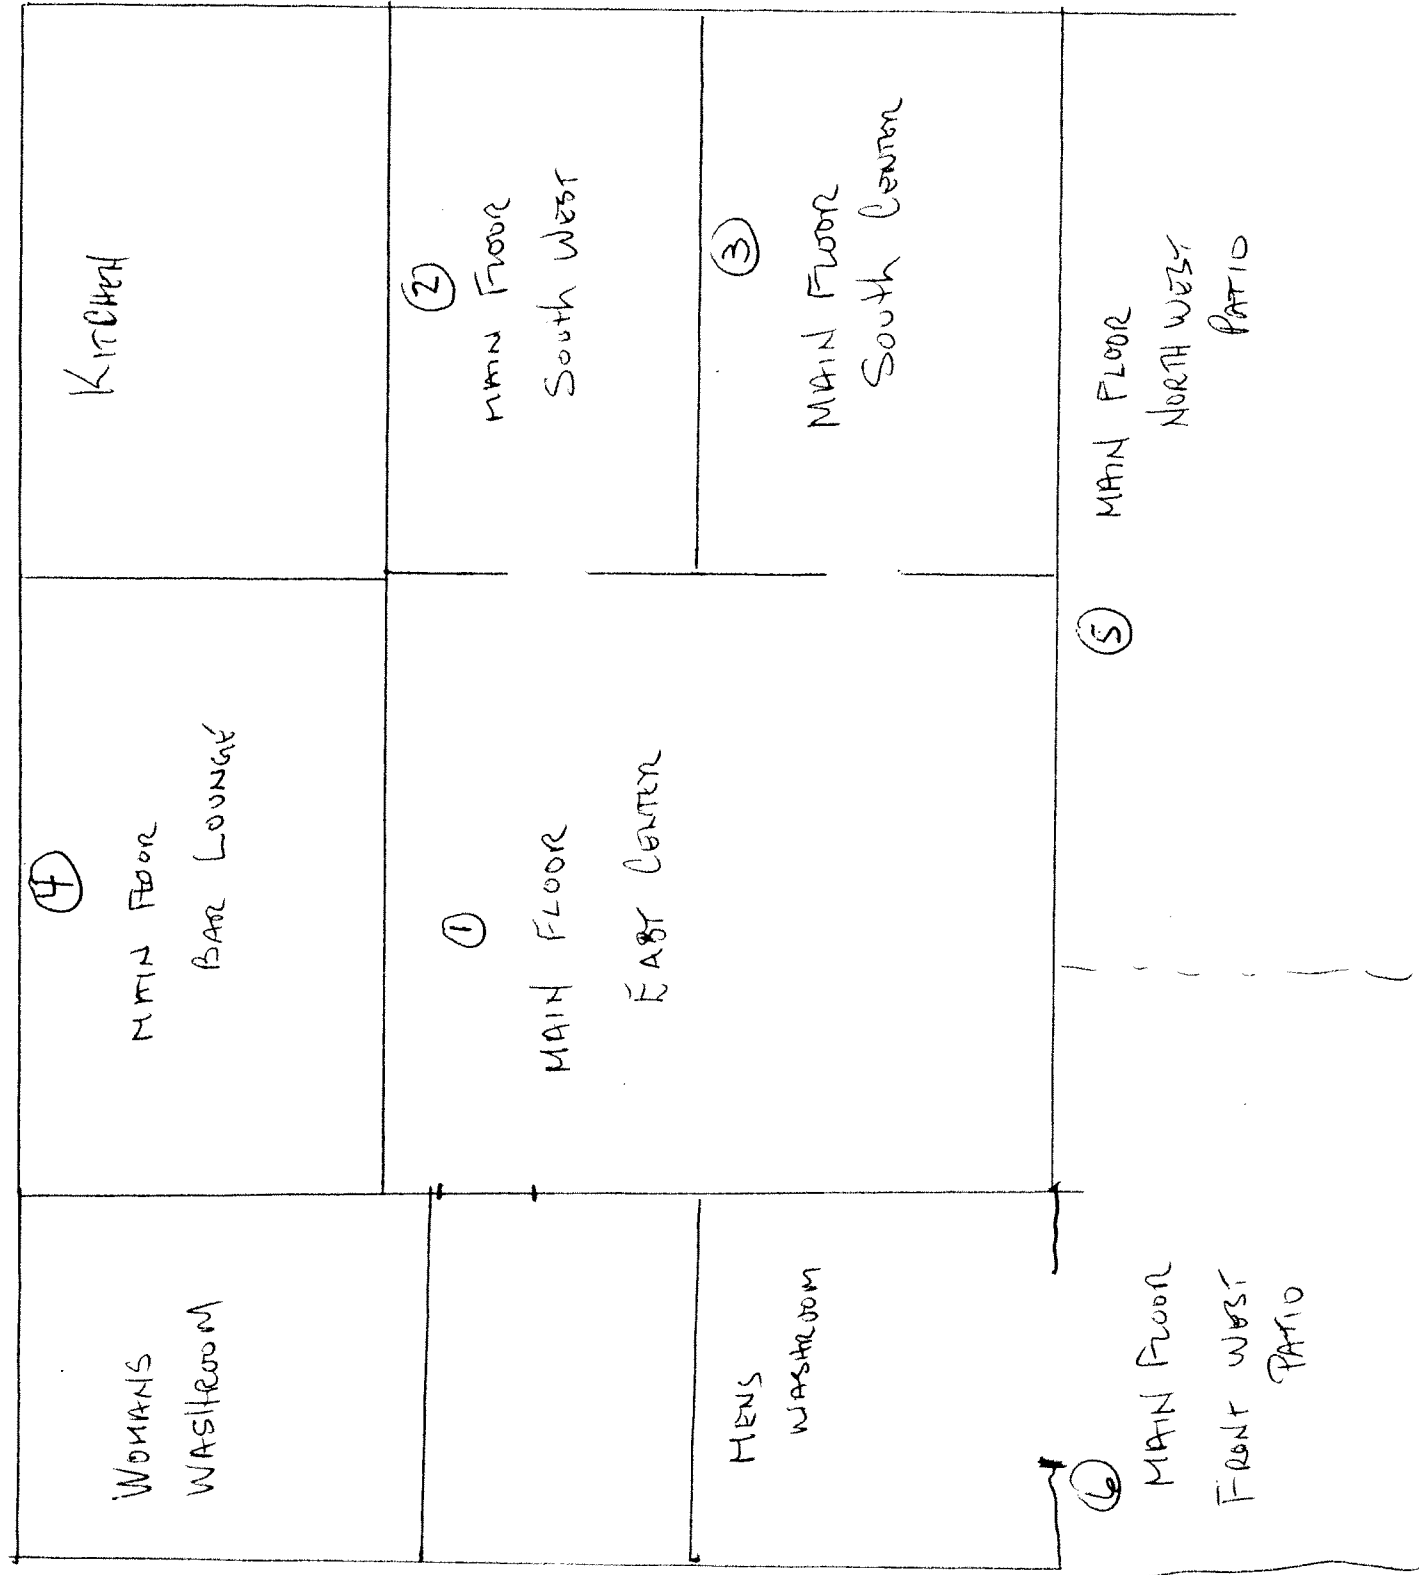 WOMANS
WASHROOM
④
MAIN FLOOR
BAR LOUNGE
KITCHEN
①
MAIN FLOOR
EAST CENTER
②
MAIN FLOOR
SOUTH WEST
MENS
WASHROOM
③
MAIN FLOOR
SOUTH CENTER
⑥
MAIN FLOOR
FRONT WEST
PATIO
⑤
MAIN FLOOR
NORTH WEST
PATIO